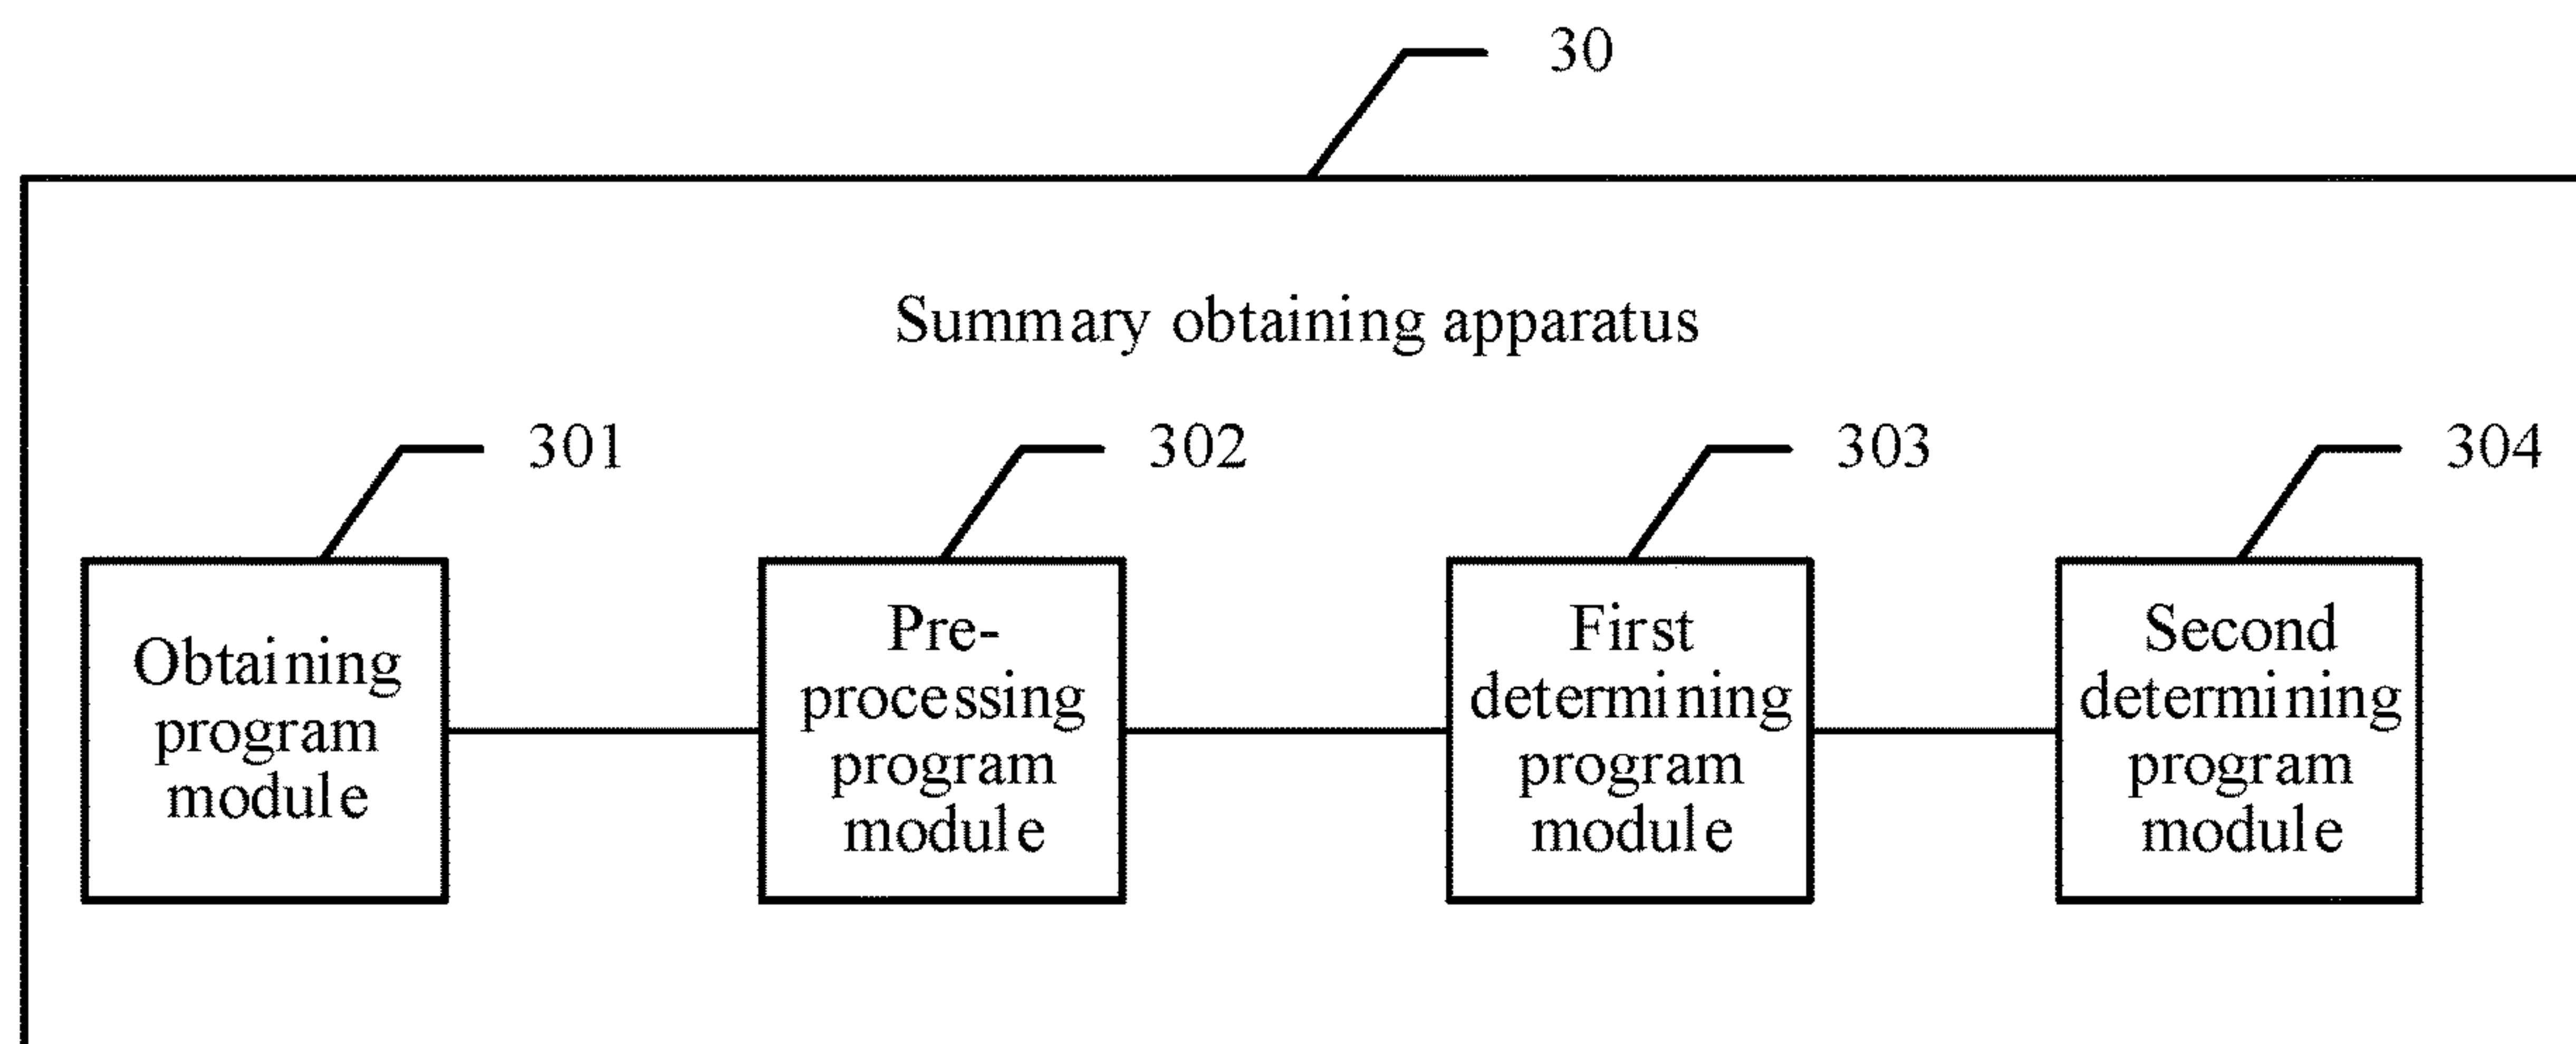 30
Summary obtaining apparatus
301
302
303
304
Obtaining
program
module
Pre-
processing
program
module
First
determining
program
module
Second
determining
program
module